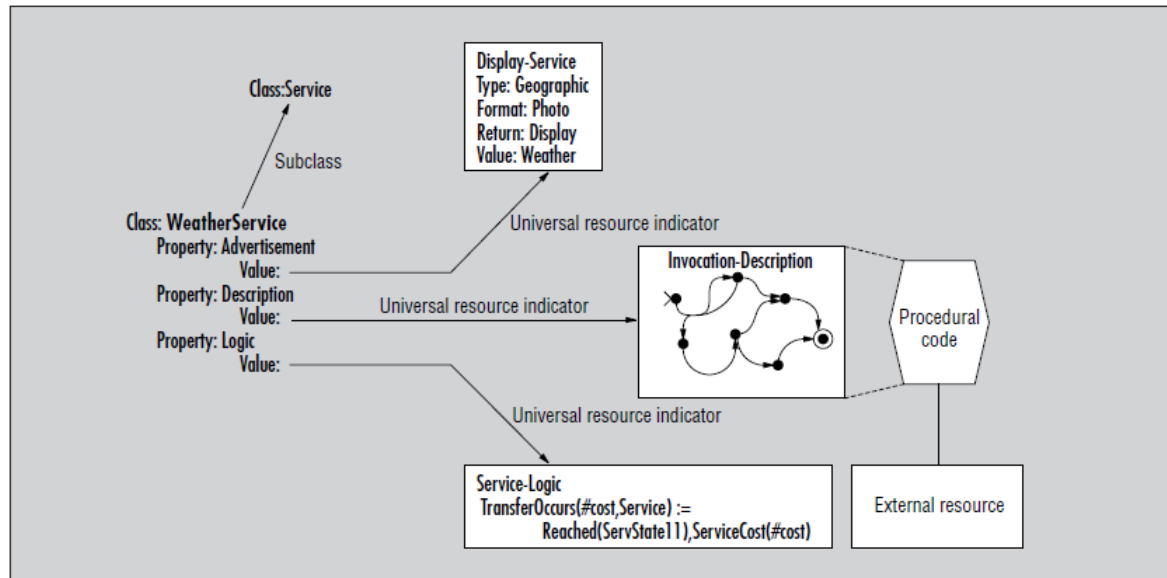 Class:Service
Subclass
Class: WeatherService
Property: Advertisement
Value:
Property: Description
Value:
Property: Logic
Value:
Display-Service
Type: Geographic
Format: Photo
Return: Display
Value: Weather
Universal resource indicator
Universal resource indicator
Universal resource indicator
Invocation-Description
Procedural
code
Service-Logic
TransferOccurs(#cost,Service) :=
Reached(ServState11),ServiceCost(#cost)
External resource